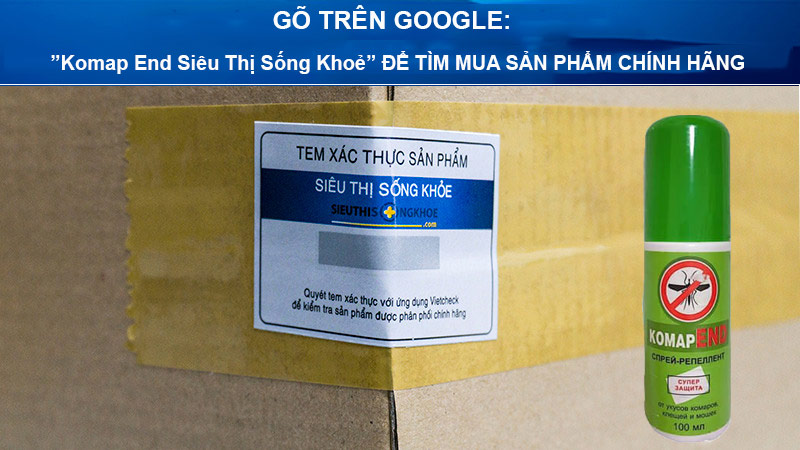 GÕ TRÊN GOOGLE:
”Komap End Siêu Thị Sống Khoẻ” ĐỂ TÌM MUA SẢN PHẨM CHÍNH HÃNG
TEM XÁC THỰC SẢN PHẨM
SIÊU THỊ SỐNG KHỎE
SIEUTHISNGKHOE
.com
Quyét tem xác thực với ứng dụng Vietcheck
để kiểm tra sản phẩm được phân phối chính hãng
КОМАРEND
СПРЕЙ-РЕПЕЛЛЕНТ
СУПЕР
ЗАЩИТА
от укусов комаров,
клещей и мошек
100 мл